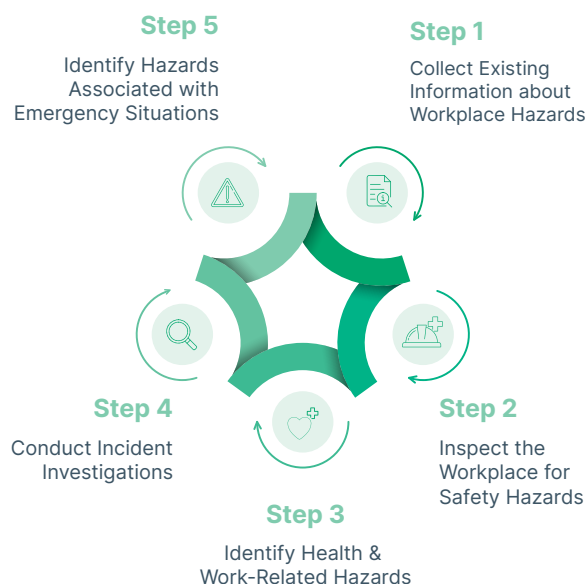 Step 1
Collect Existing
Information about
Workplace Hazards
Step 2
Inspect the
Workplace for
Safety Hazards
Step 3
Identify Health &
Work-Related Hazards
Step 4
Conduct Incident
Investigations
Step 5
Identify Hazards
Associated with
Emergency Situations